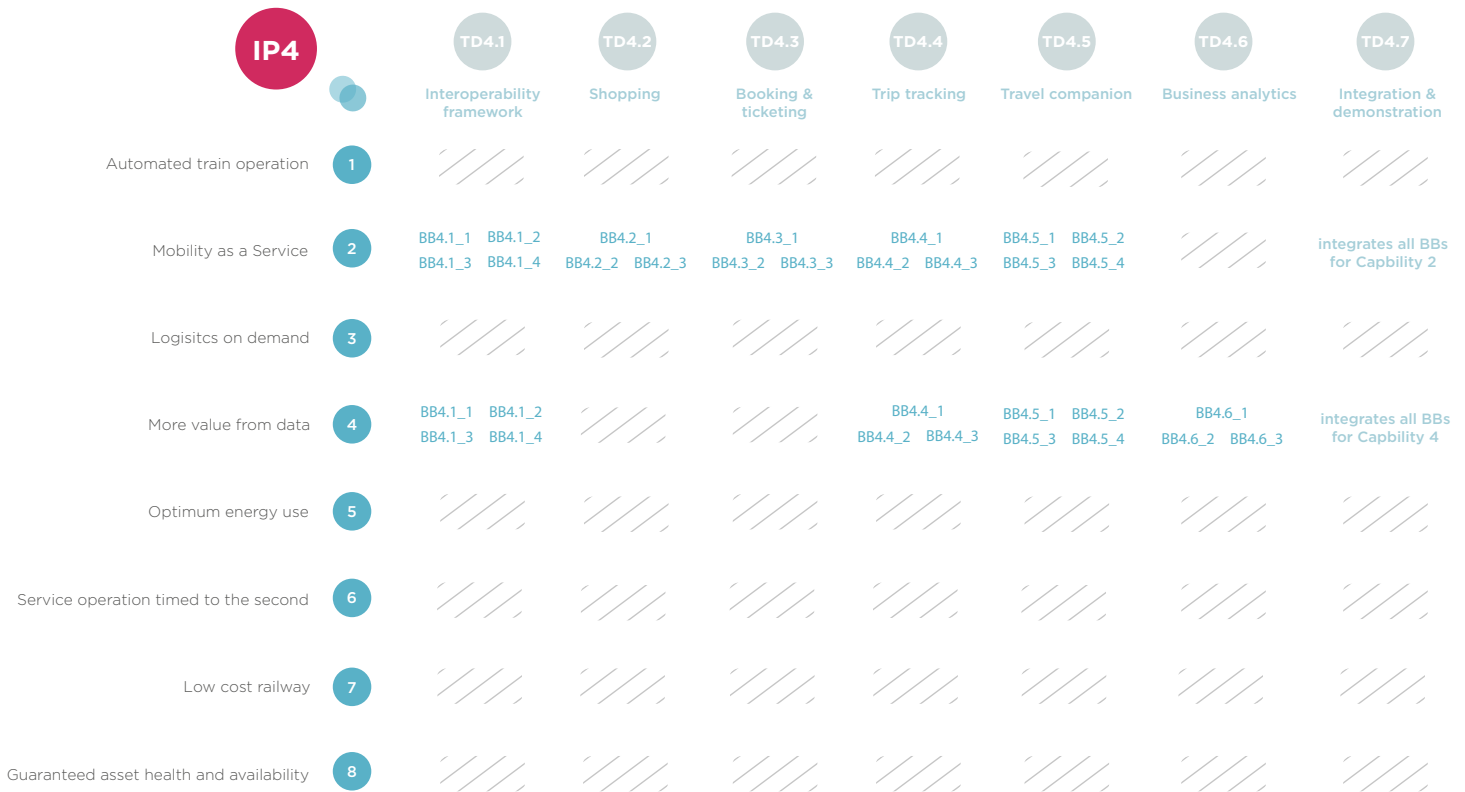 IP4
TD4.1 TD4.2 TD4.3 TD4.4 TD4.5 TD4.6 TD4.7
Interoperability Shopping Booking & Trip tracking Travel companion Business analytics Integration &
framework ticketing demonstration
Automated train operation 1
BB4.1_1 BB4.1_2 BB4.2_1 BB4.3_1 BB4.4_1 BB4.5_1 BB4.5_2 integrates all BBs
Mobility as a Service 2
BB4.1_3 BB4.1_4 BB4.2_2 BB4.2_3 BB4.3_2 BB4.3_3 BB4.4_2 BB4.4_3 BB4.5_3 BB4.5_4 for Capbility 2
Logisitcs on demand 3
BB4.1_1 BB4.1_2 BB4.4_1 BB4.5_1 BB4.5_2 BB4.6_1 integrates all BBs
More value from data 4
BB4.1_3 BB4.1_4 BB4.4_2 BB4.4_3 BB4.5_3 BB4.5_4 BB4.6_2 BB4.6_3 for Capbility 4
Optimum energy use 5
Service operation timed to the second 6
Low cost railway 7
Guaranteed asset health and availability 8